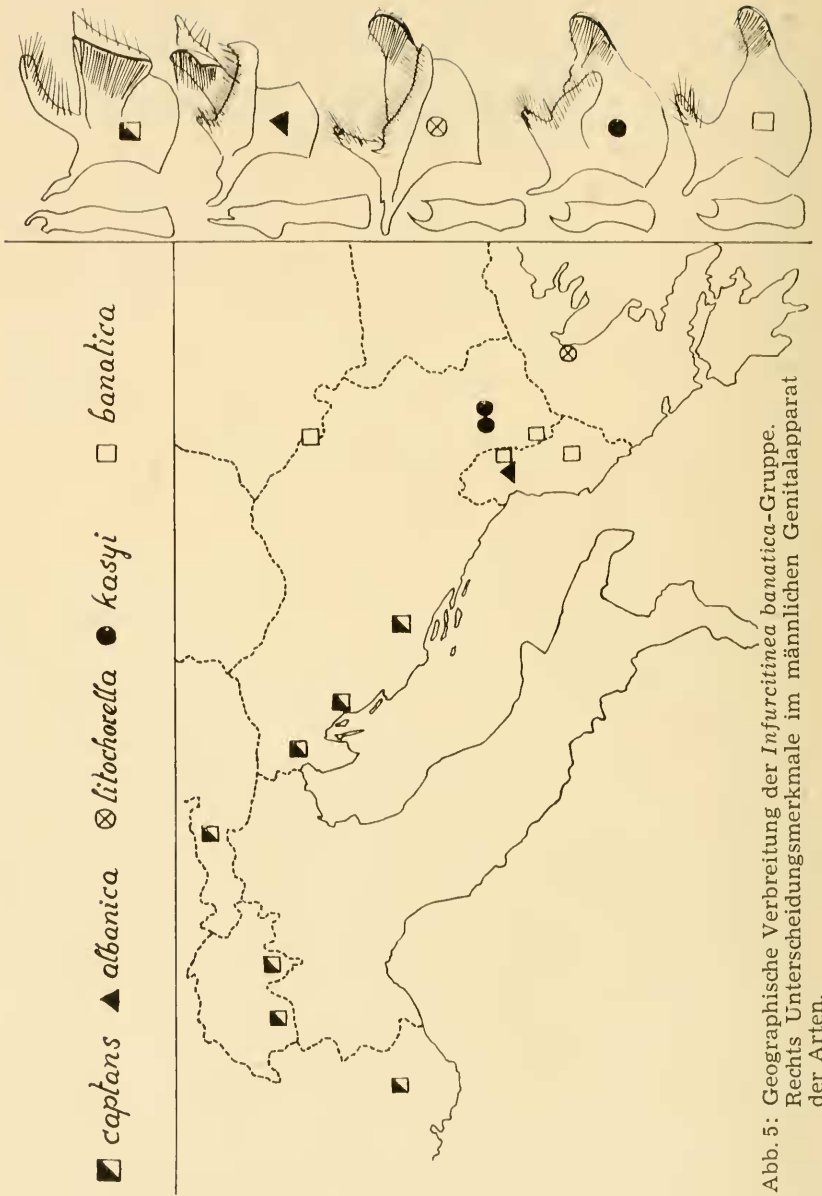 captans albanica litochorella kasyi banatica
Abb. 5: Geographische Verbreitung der Infurcitinea banatica-Gruppe.
Rechts Unterscheidungsmerkmale im männlichen Genitalapparat
der Arten.